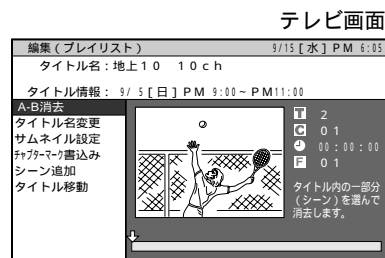 テレビ画面
編集(プレイリスト) 9/15[水]PM 6:05
タイトル名:地上10 10ch
タイトル情報: 9/ 5[日]PM 9:00~PM11:00
A-B消去
タイトル名変更
サムネイル設定
ﾁｬﾌﾟﾀｰﾏｰｸ書込み
シーン追加
タイトル移動
T 2
C 01
00:00:00
F 01
タイトル内の一部分
(シーン)を選んで
消去します。